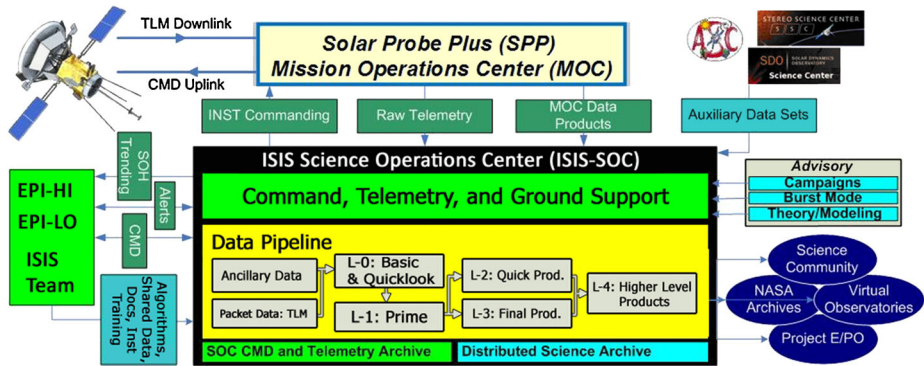 TLM Downlink
CMD Uplink
Solar Probe Plus (SPP)
Mission Operations Center (MOC)
ASC
STEREO SCIENCE CENTER
S S C
SDO SOLAR DYNAMICS
OBSERVATORY
Science Center
INST Commanding
Raw Telemetry
MOC Data
Products
Auxiliary Data Sets
SOH
Trending
Alerts
CMD
EPI-HI
EPI-LO
ISIS
Team
Algorithms,
Shared Data,
Docs, Inst
Training
ISIS Science Operations Center (ISIS-SOC)
Command, Telemetry, and Ground Support
Data Pipeline
Ancillary Data
Packet Data: TLM
L-0: Basic
& Quicklook
L-1: Prime
L-2: Quick Prod.
L-3: Final Prod.
L-4: Higher Level
Products
SOC CMD and Telemetry Archive
Distributed Science Archive
Advisory
Campaigns
Burst Mode
Theory/Modeling
Science
Community
NASA
Archives
Virtual
Observatories
Project E/PO